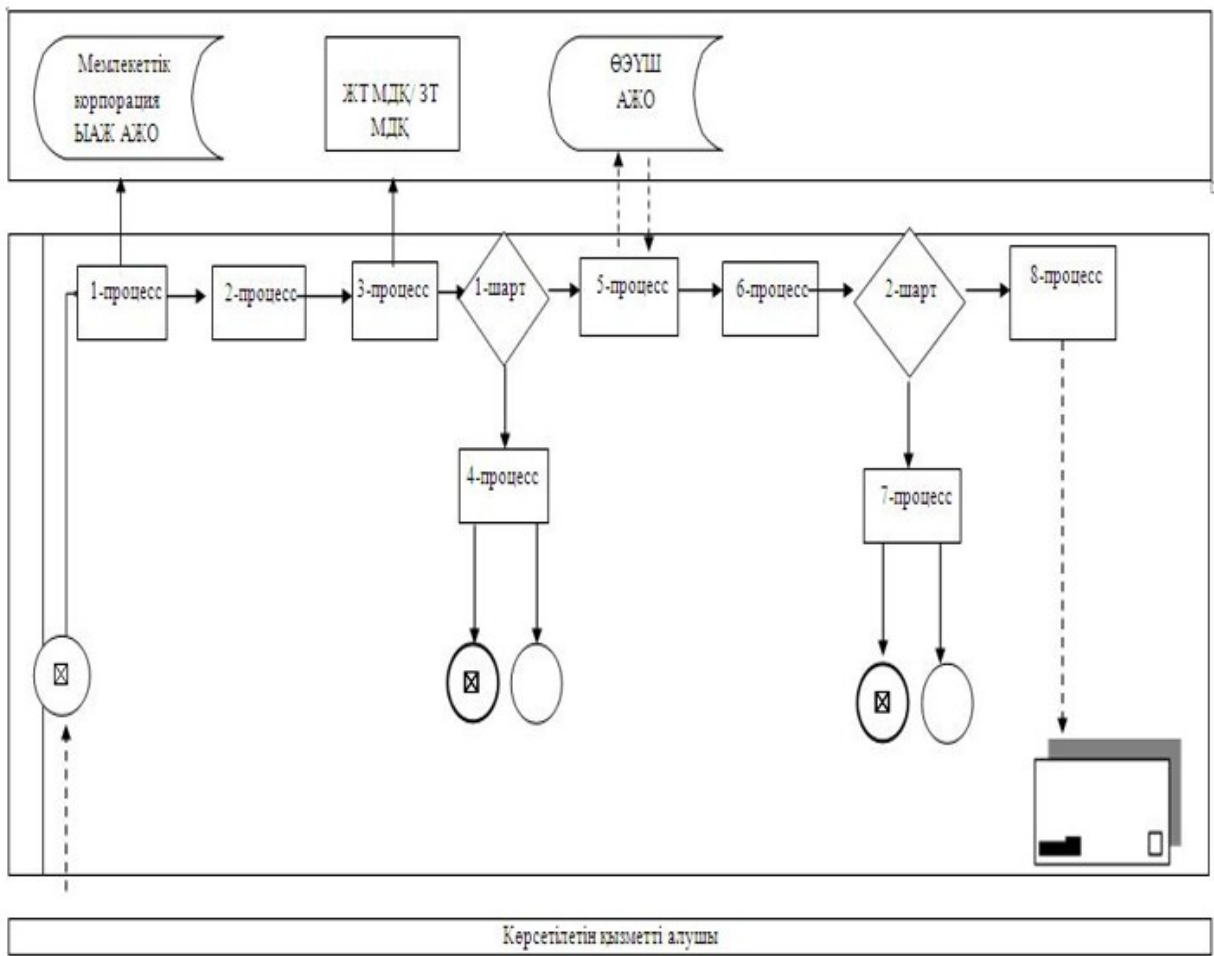 Мемлекеттік
корпорация
ЫАЖ АЖО
ЖТ МДҚ/ ЗТ
МДҚ
ӨЭҮШ
АЖО
1-процесс
2-процесс
3-процесс
1-шарт
5-процесс
6-процесс
2-шарт
8-процесс
4-процесс
7-процесс
Көрсетілетін қызметті алушы